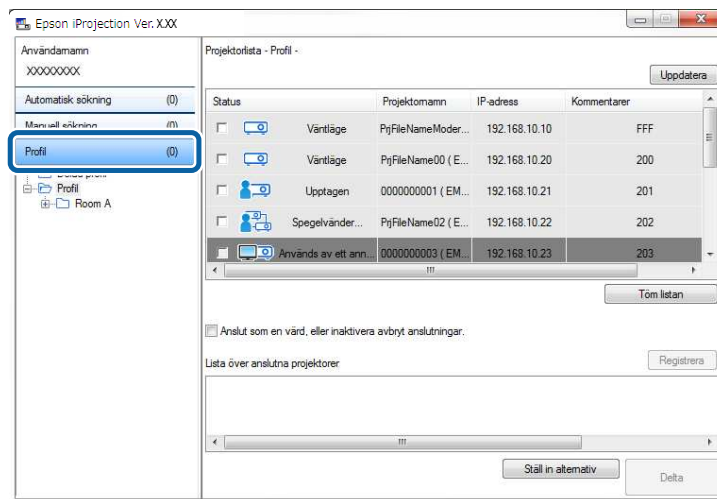 Epson iProjection Ver. X.XX
Användarnamn
XXXXXXXX
Automatisk sökning (0)
Manuell sökning (0)
Profil (0)
Delad profil
Profil
Room A
Projektorlista - Profil -
Uppdatera
Status Projektornamn IP-adress Kommentarer
Väntläge PrjFileNameModer... 192.168.10.10 FFF
Väntläge PrjFileName00 ( E... 192.168.10.20 200
Upptagen 0000000001 ( EM... 192.168.10.21 201
Spegelvänder... PrjFileName02 ( E... 192.168.10.22 202
Används av ett ann... 0000000003 ( EM... 192.168.10.23 203
Töm listan
Anslut som en värd, eller inaktivera avbryt anslutningar.
Lista över anslutna projektorer
Registrera
Ställ in alternativ
Delta